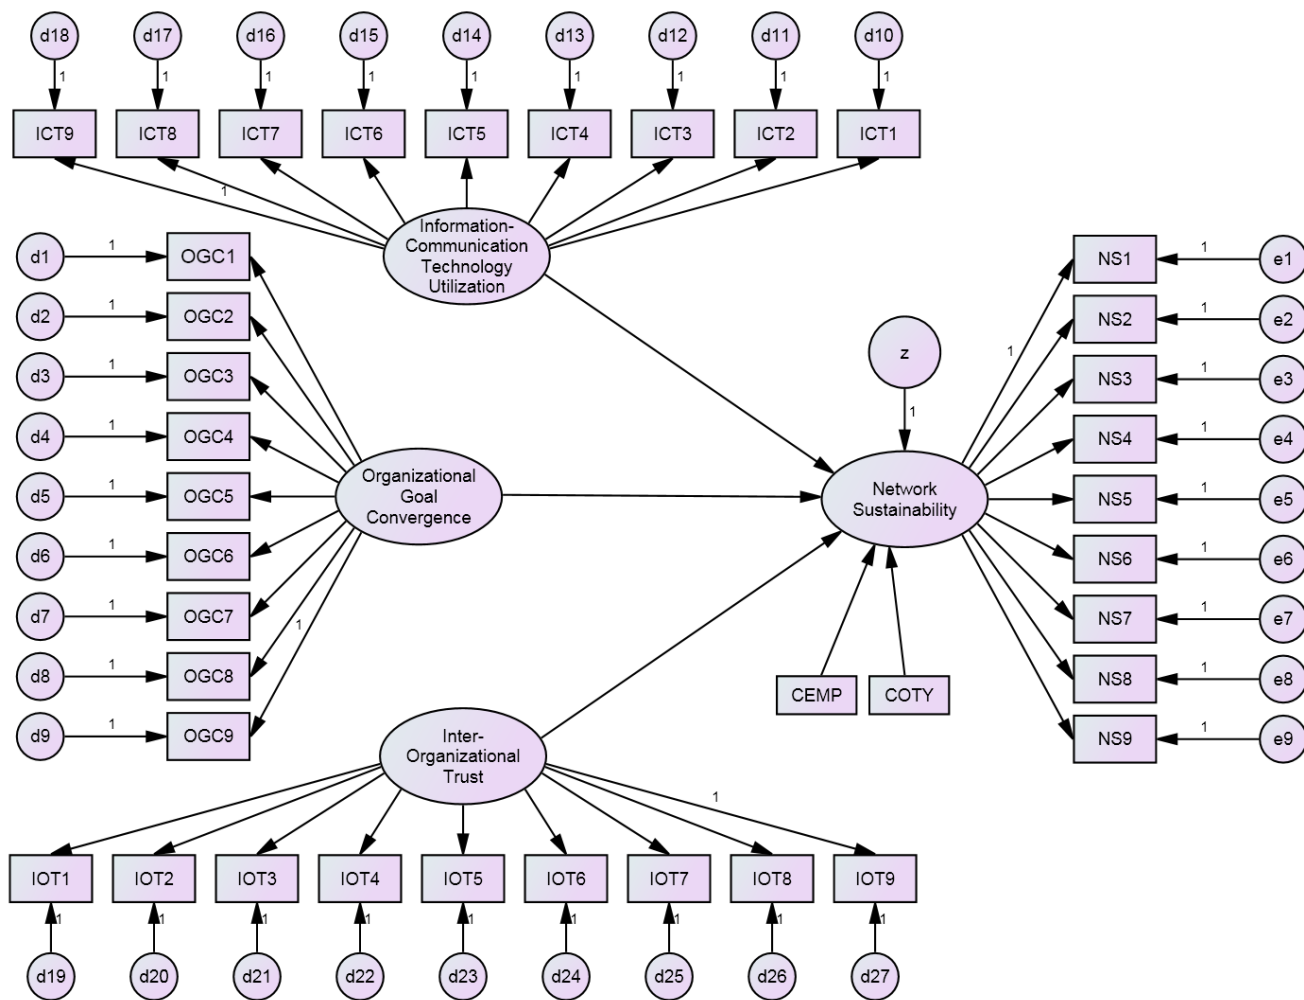 d18 d17 d16 d15 d14 d13 d12 d11 d10
1 1 1 1 1 1 1 1 1
ICT9 ICT8 ICT7 ICT6 ICT5 ICT4 ICT3 ICT2 ICT1
1
Information-
Communication
Technology
Utilization
d1 1 OGC1
d2 1 OGC2
d3 1 OGC3
d4 1 OGC4
d5 1 OGC5
d6 1 OGC6
d7 1 OGC7
1
d8 1 OGC8
d9 1 OGC9
Organizational
Goal
Convergence
z
1
Network
Sustainability
CEMP COTY
1
NS1 1 e1
NS2 1 e2
NS3 1 e3
NS4 1 e4
NS5 1 e5
NS6 1 e6
NS7 1 e7
NS8 1 e8
NS9 1 e9
Inter-
Organizational
Trust
1
IOT1 IOT2 IOT3 IOT4 IOT5 IOT6 IOT7 IOT8 IOT9
1 1 1 1 1 1 1 1 1
d19 d20 d21 d22 d23 d24 d25 d26 d27